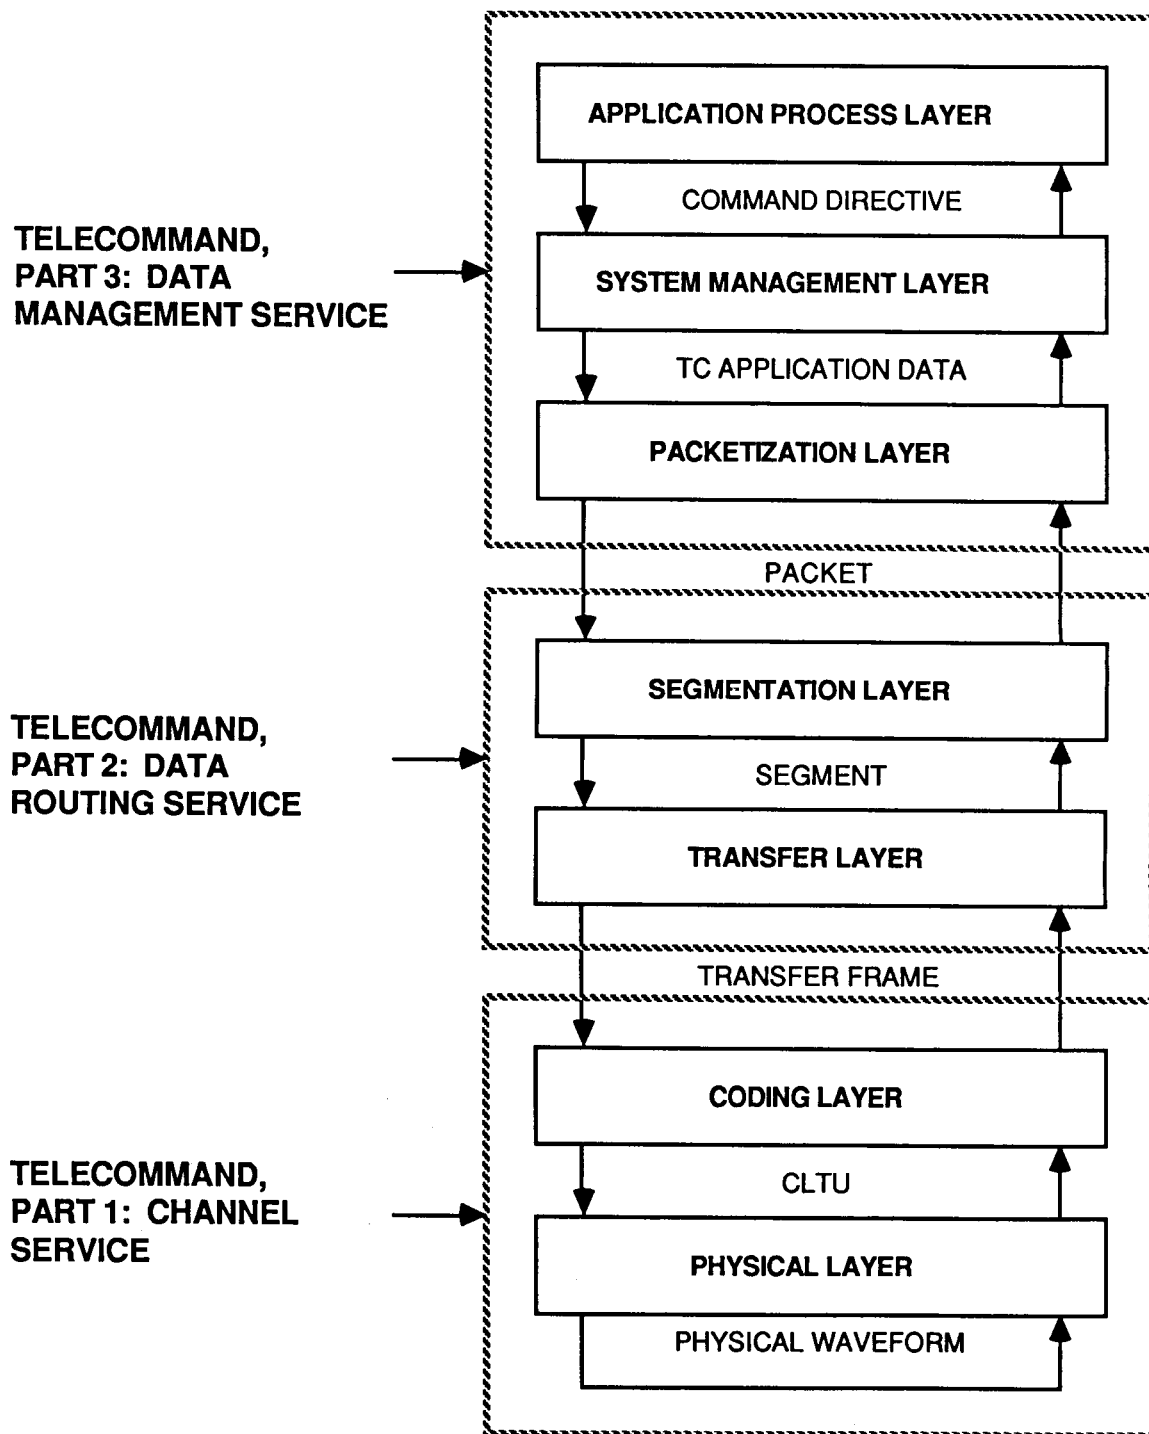 APPLICATION PROCESS LAYER
COMMAND DIRECTIVE
TELECOMMAND,
PART 3: DATA
MANAGEMENT SERVICE
SYSTEM MANAGEMENT LAYER
TC APPLICATION DATA
PACKETIZATION LAYER
PACKET
SEGMENTATION LAYER
TELECOMMAND,
PART 2: DATA
ROUTING SERVICE
SEGMENT
TRANSFER LAYER
TRANSFER FRAME
CODING LAYER
TELECOMMAND,
PART 1: CHANNEL
SERVICE
CLTU
PHYSICAL LAYER
PHYSICAL WAVEFORM